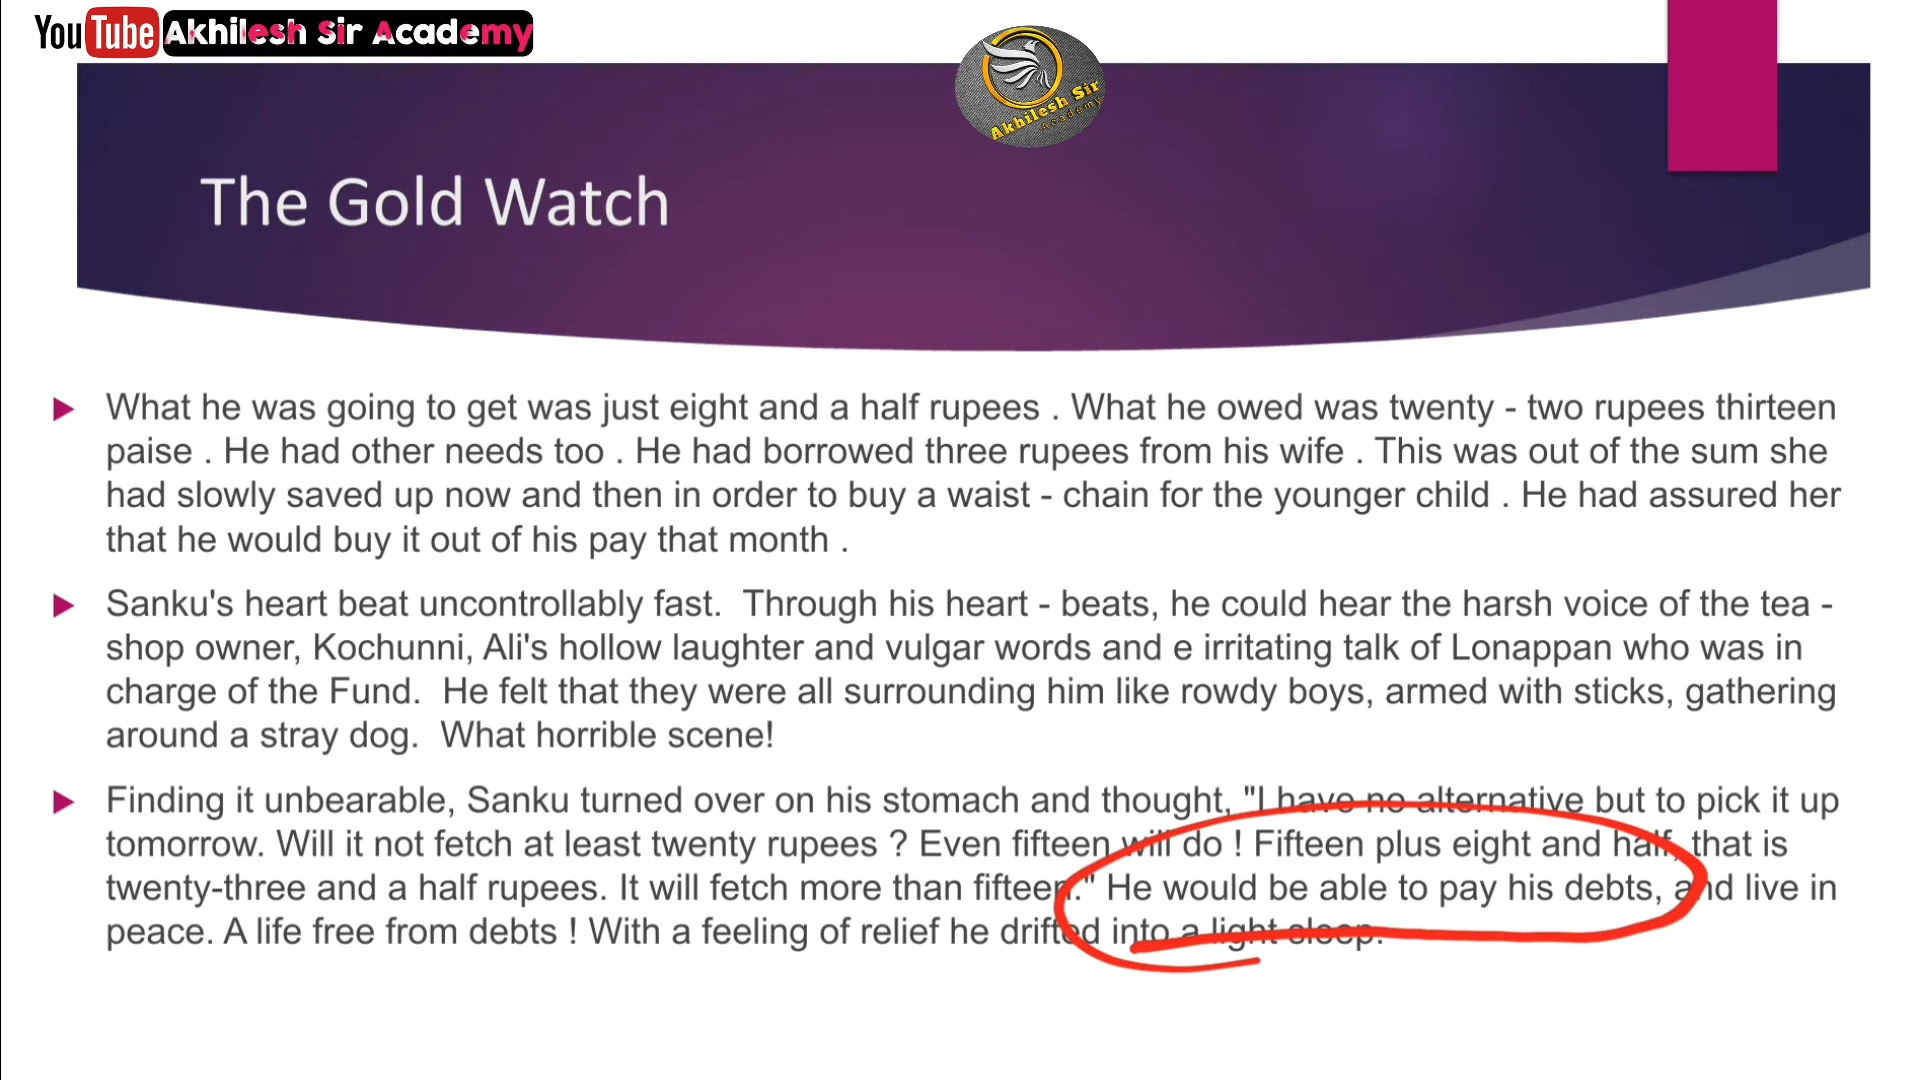 YouTube Akhilesh Sir Academy
Akhilesh Sir
Academy
The Gold Watch
What he was going to get was just eight and a half rupees . What he owed was twenty - two rupees thirteen
paise . He had other needs too . He had borrowed three rupees from his wife . This was out of the sum she
had slowly saved up now and then in order to buy a waist - chain for the younger child . He had assured her
that he would buy it out of his pay that month .
Sanku's heart beat uncontrollably fast.  Through his heart - beats, he could hear the harsh voice of the tea -
shop owner, Kochunni, Ali's hollow laughter and vulgar words and e irritating talk of Lonappan who was in
charge of the Fund.  He felt that they were all surrounding him like rowdy boys, armed with sticks, gathering
around a stray dog.  What horrible scene!
Finding it unbearable, Sanku turned over on his stomach and thought, "I have no alternative but to pick it up
tomorrow. Will it not fetch at least twenty rupees ? Even fifteen will do ! Fifteen plus eight and half, that is
twenty-three and a half rupees. It will fetch more than fifteen." He would be able to pay his debts, and live in
peace. A life free from debts ! With a feeling of relief he drifted into a light sleep.